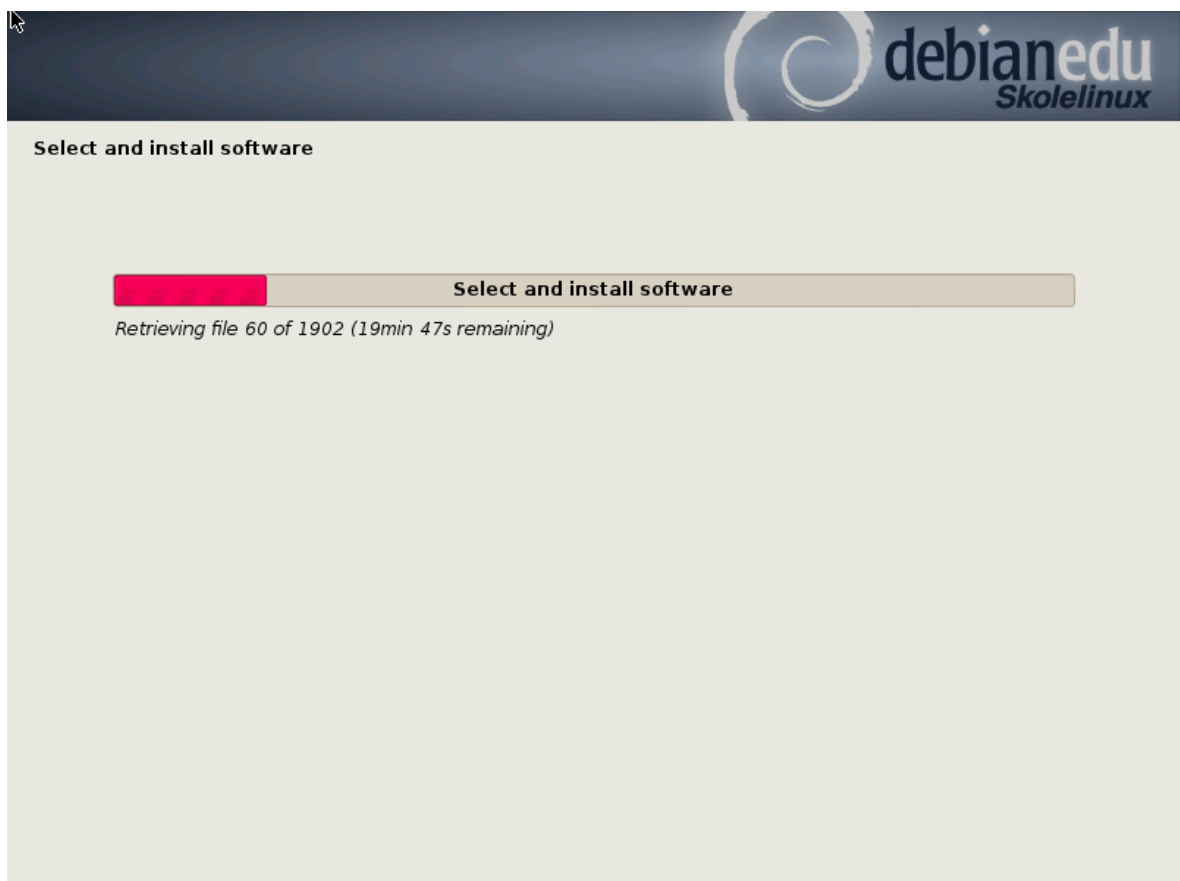 debianedu
Skolelinux
Select and install software
Select and install software
Retrieving file 60 of 1902 (19min 47s remaining)